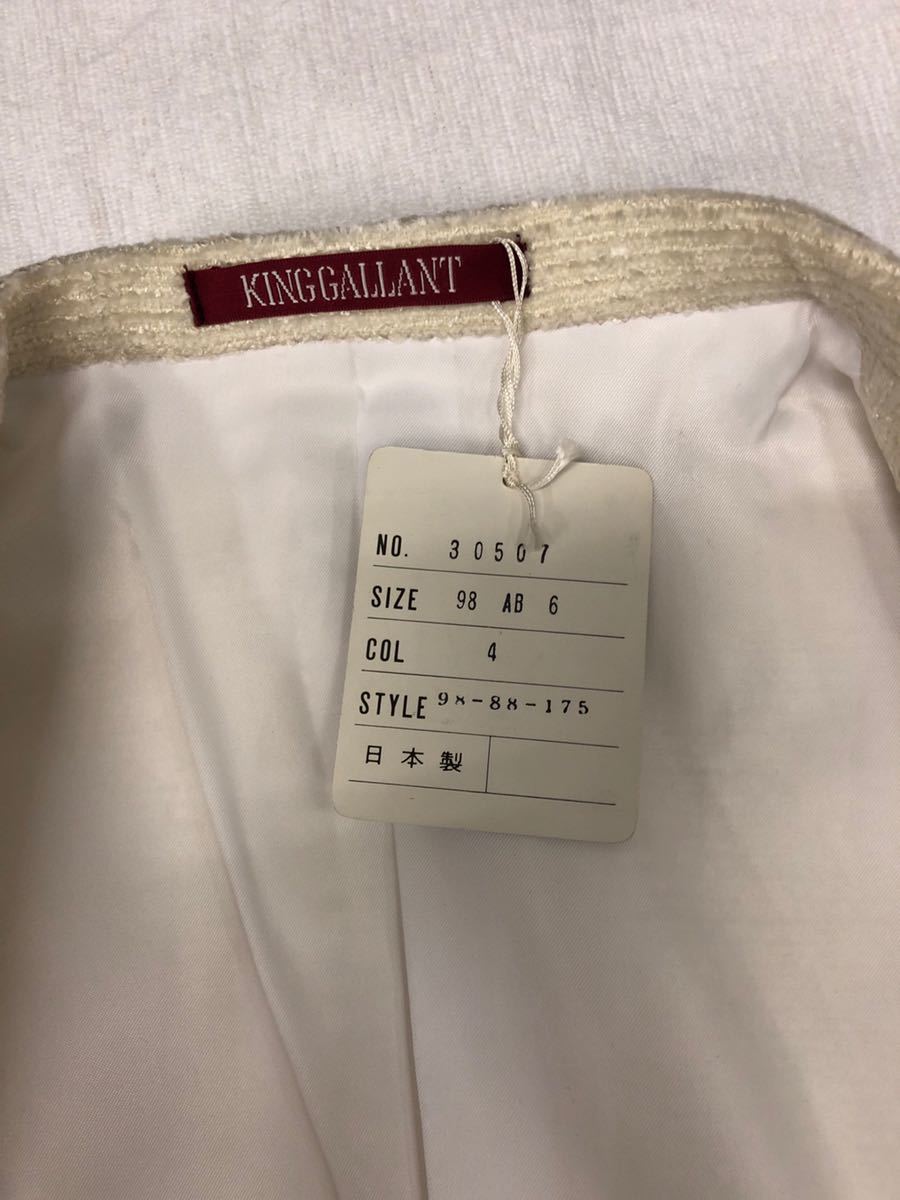 KINGGALLANT
NO. 30507
SIZE 98 AB 6
COL 4
STYLE 98-88-175
日本製